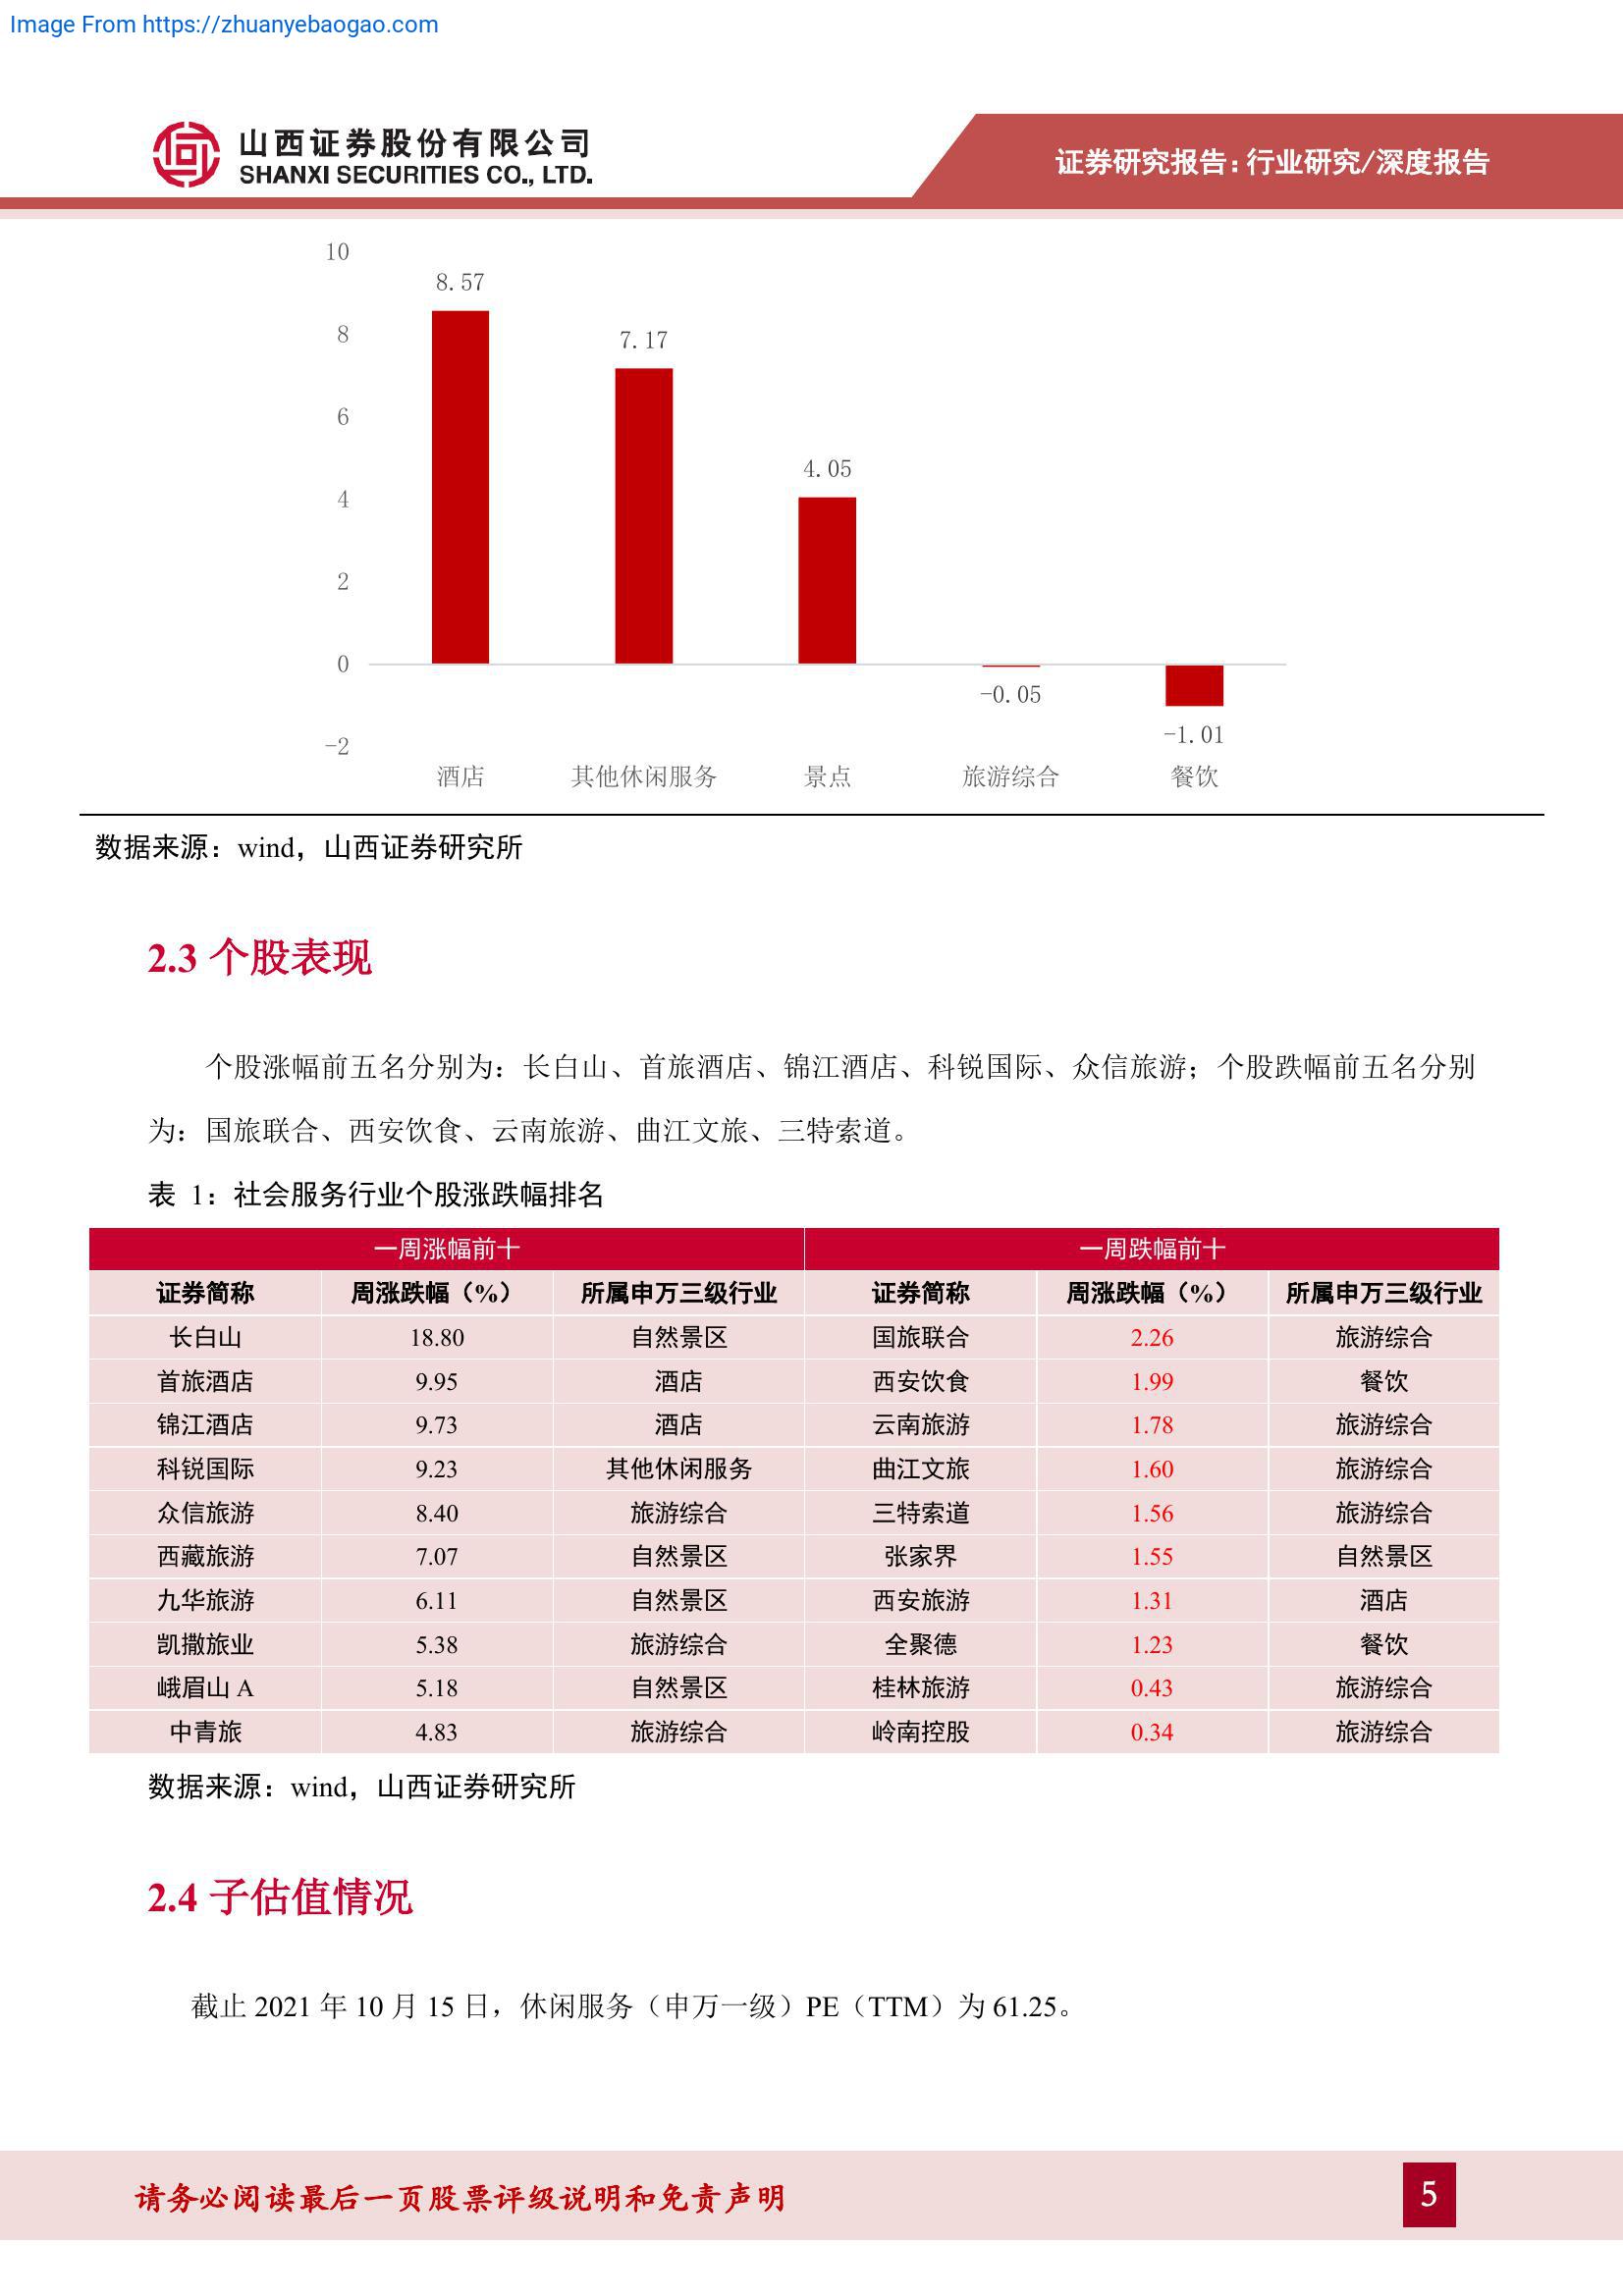 Image From https://zhuanyebaogao.com
山西证券股份有限公司
SHANXI SECURITIES CO., LTD.
证券研究报告:行业研究/深度报告
10
8.57
8
7.17
6
4.05
4
2
0
-0.05
-1.01
-2
酒店 其他休闲服务 景点 旅游综合 餐饮
数据来源：wind，山西证券研究所
2.3 个股表现
个股涨幅前五名分别为：长白山、首旅酒店、锦江酒店、科锐国际、众信旅游；个股跌幅前五名分别
为：国旅联合、西安饮食、云南旅游、曲江文旅、三特索道。
表 1：社会服务行业个股涨跌幅排名
一周涨幅前十 一周跌幅前十
证券简称 周涨跌幅（%） 所属申万三级行业 证券简称 周涨跌幅（%） 所属申万三级行业
长白山 18.80 自然景区 国旅联合 2.26 旅游综合
首旅酒店 9.95 酒店 西安饮食 1.99 餐饮
锦江酒店 9.73 酒店 云南旅游 1.78 旅游综合
科锐国际 9.23 其他休闲服务 曲江文旅 1.60 旅游综合
众信旅游 8.40 旅游综合 三特索道 1.56 旅游综合
西藏旅游 7.07 自然景区 张家界 1.55 自然景区
九华旅游 6.11 自然景区 西安旅游 1.31 酒店
凯撒旅业 5.38 旅游综合 全聚德 1.23 餐饮
峨眉山 A 5.18 自然景区 桂林旅游 0.43 旅游综合
中青旅 4.83 旅游综合 岭南控股 0.34 旅游综合
数据来源：wind，山西证券研究所
2.4 子估值情况
截止 2021 年 10 月 15 日，休闲服务（申万一级）PE（TTM）为 61.25。
请务必阅读最后一页股票评级说明和免责声明
5